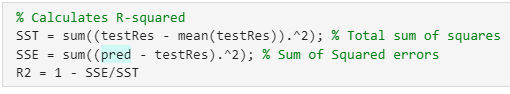 % Calculates R-squared
SST = sum((testRes - mean(testRes)).^2); % Total sum of squares
SSE = sum((pred - testRes).^2); % Sum of Squared errors
R2 = 1 - SSE/SST